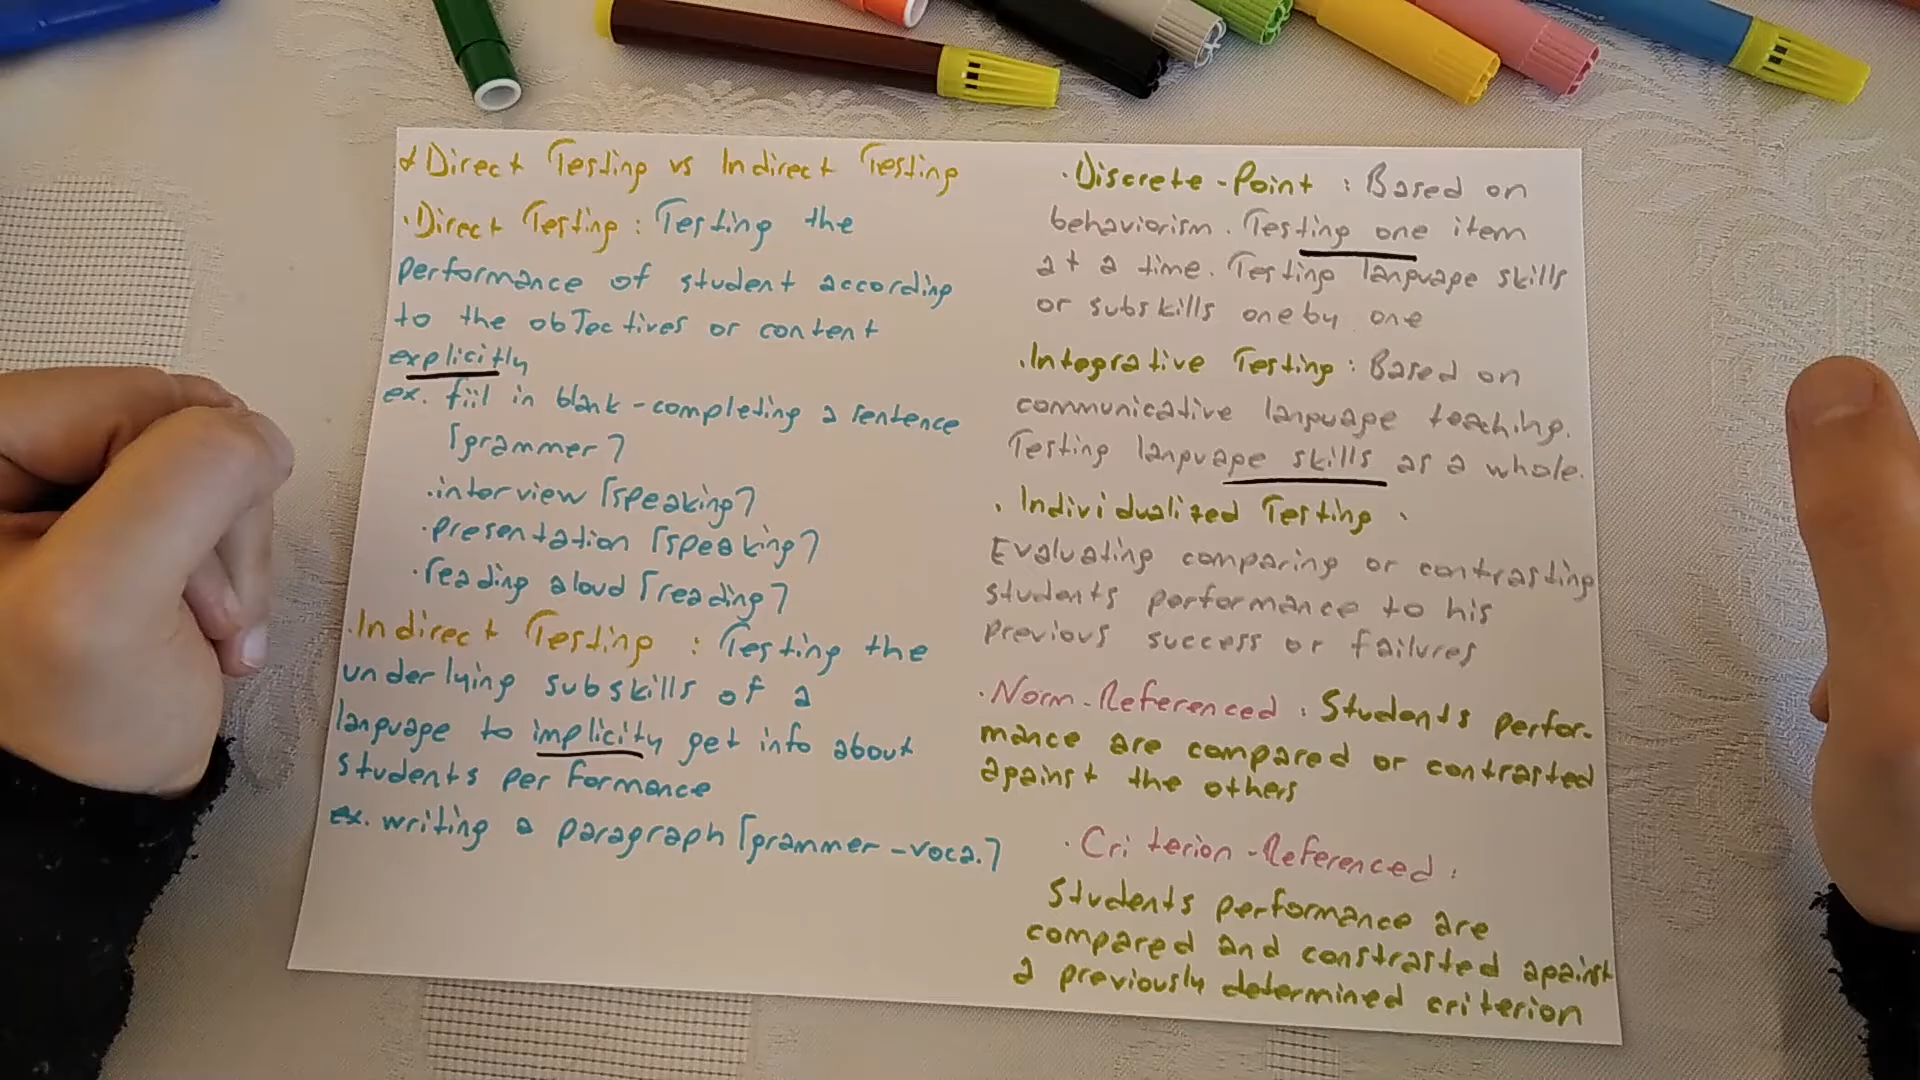 Direct Testing vs Indirect Testing
· Direct Testing : Testing the
performance of student according
to the objectives or content
explicitly
ex. fiil in blank - completing a sentence
[grammer]
· interview [speaking]
· presentation [speaking]
· reading aloud [reading]
· Indirect Testing : Testing the
underlying subskills of a
language to implicity get info about
students performance
ex. writing a paragraph [grammer - voca.]
· Discrete - Point : Based on
behaviorism. Testing one item
at a time. Testing language skills
or subskills one by one
· Integrative Testing : Based on
communicative language teaching.
Testing language skills as a whole.
· Individualized Testing ·
Evaluating comparing or contrasting
students performance to his
previous success or failures
· Norm - Referenced : Students perfor-
mance are compared or contrasted
against the others
· Criterion - Referenced :
Students performance are
compared and constrasted against
a previously determined criterion